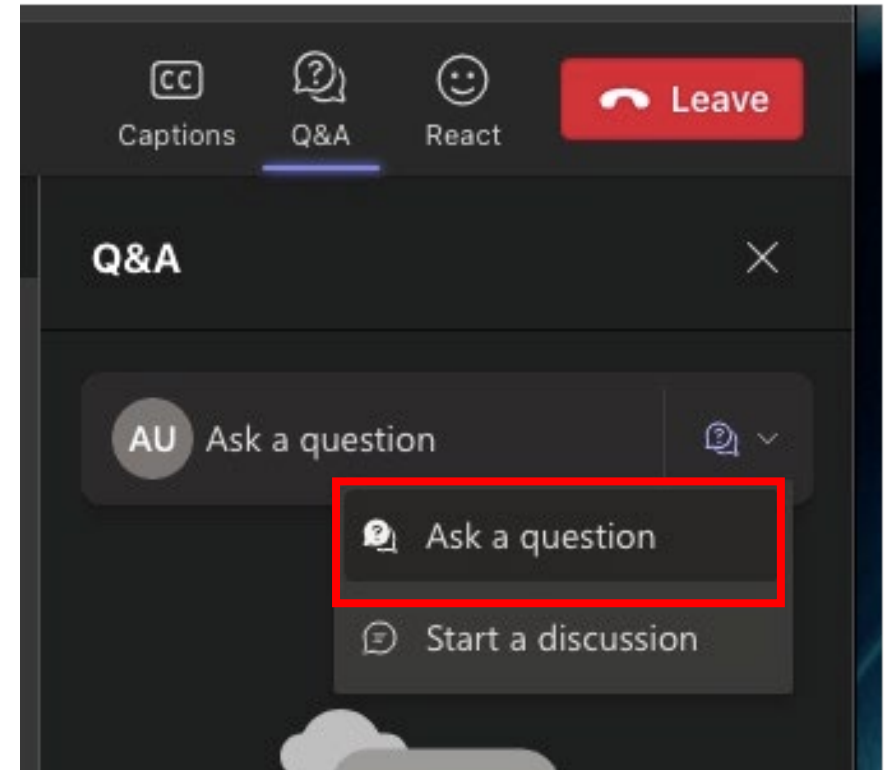 CC
Captions Q&A React Leave
Q&A
AU Ask a question
Ask a question
Start a discussion